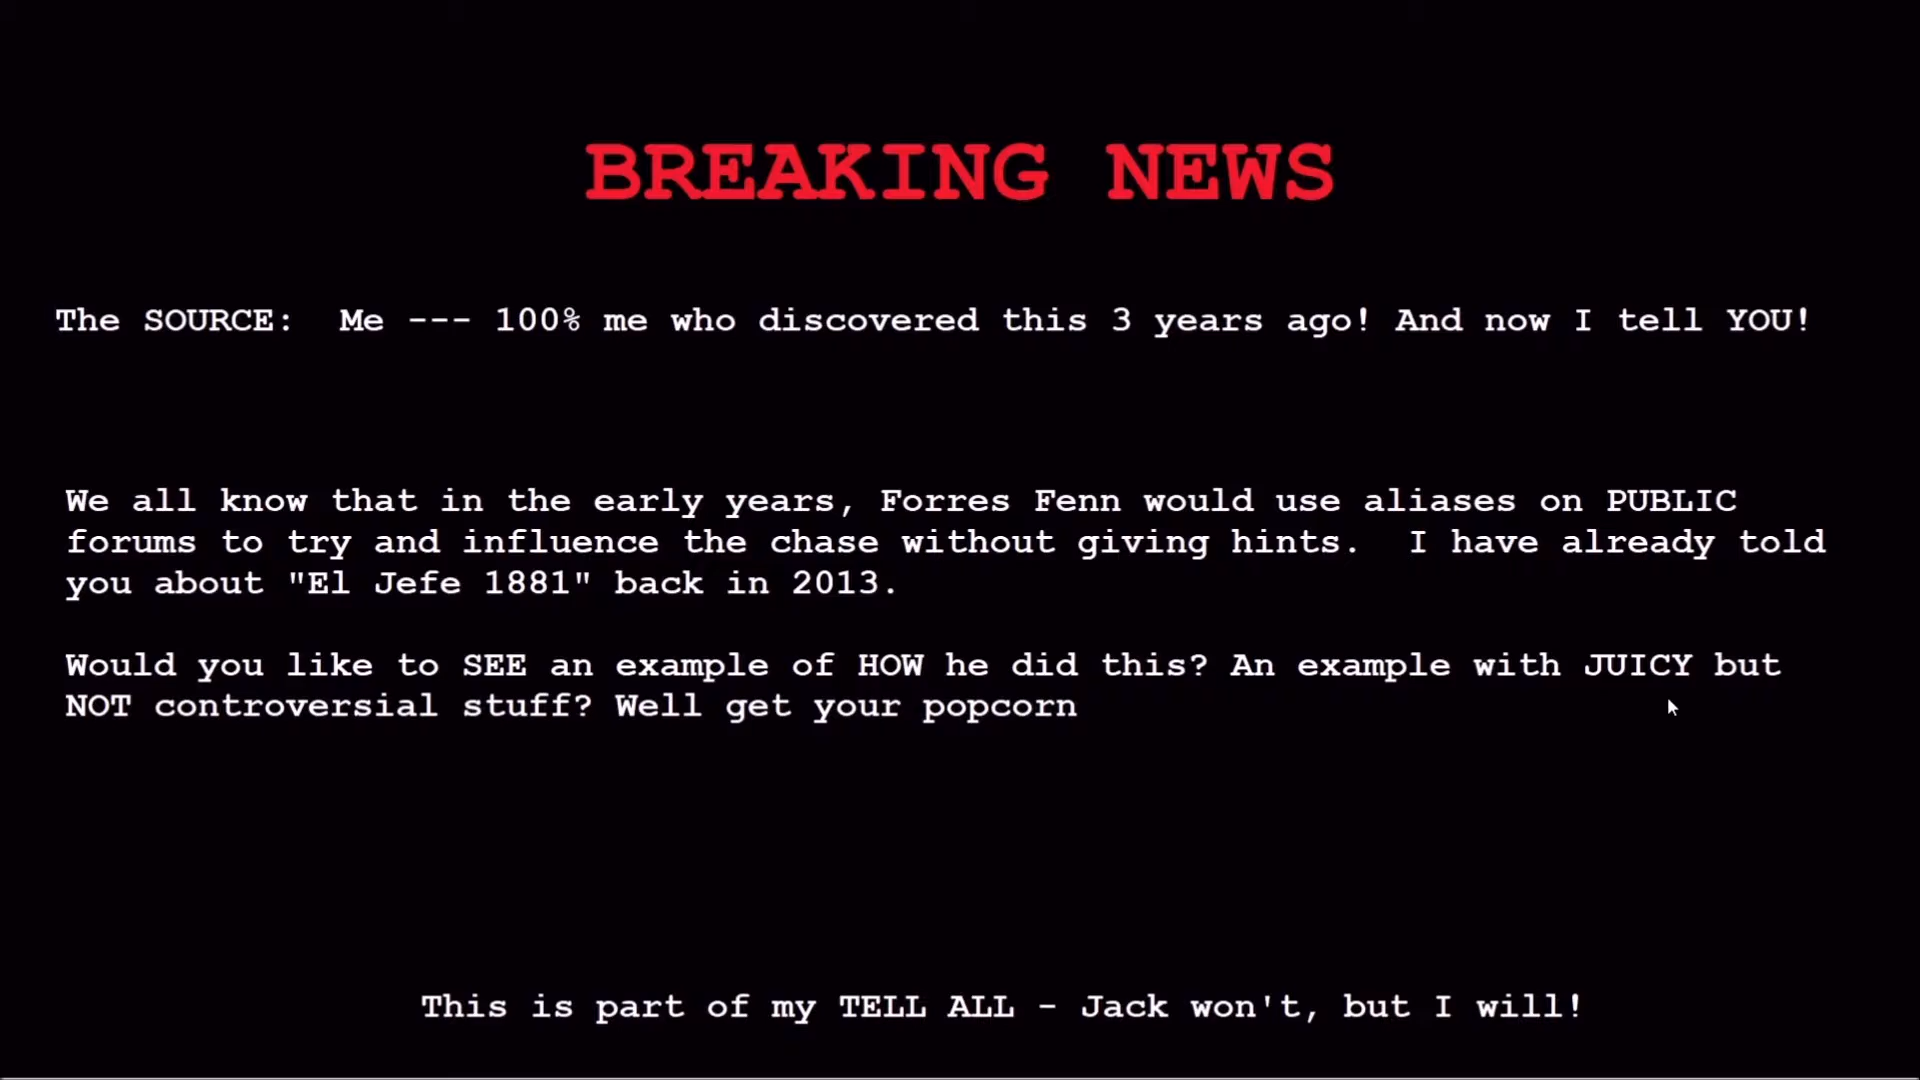 BREAKING NEWS
The SOURCE:  Me --- 100% me who discovered this 3 years ago! And now I tell YOU!
We all know that in the early years, Forres Fenn would use aliases on PUBLIC
forums to try and influence the chase without giving hints.  I have already told
you about "El Jefe 1881" back in 2013.
Would you like to SEE an example of HOW he did this? An example with JUICY but
NOT controversial stuff? Well get your popcorn
This is part of my TELL ALL - Jack won't, but I will!